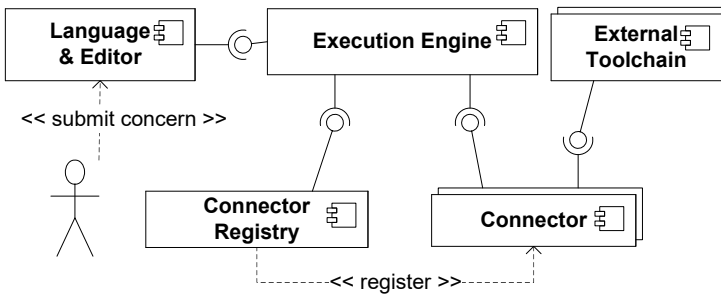 Language
& Editor
Execution Engine
External
Toolchain
<< submit concern >>
Connector
Registry
Connector
<< register >>